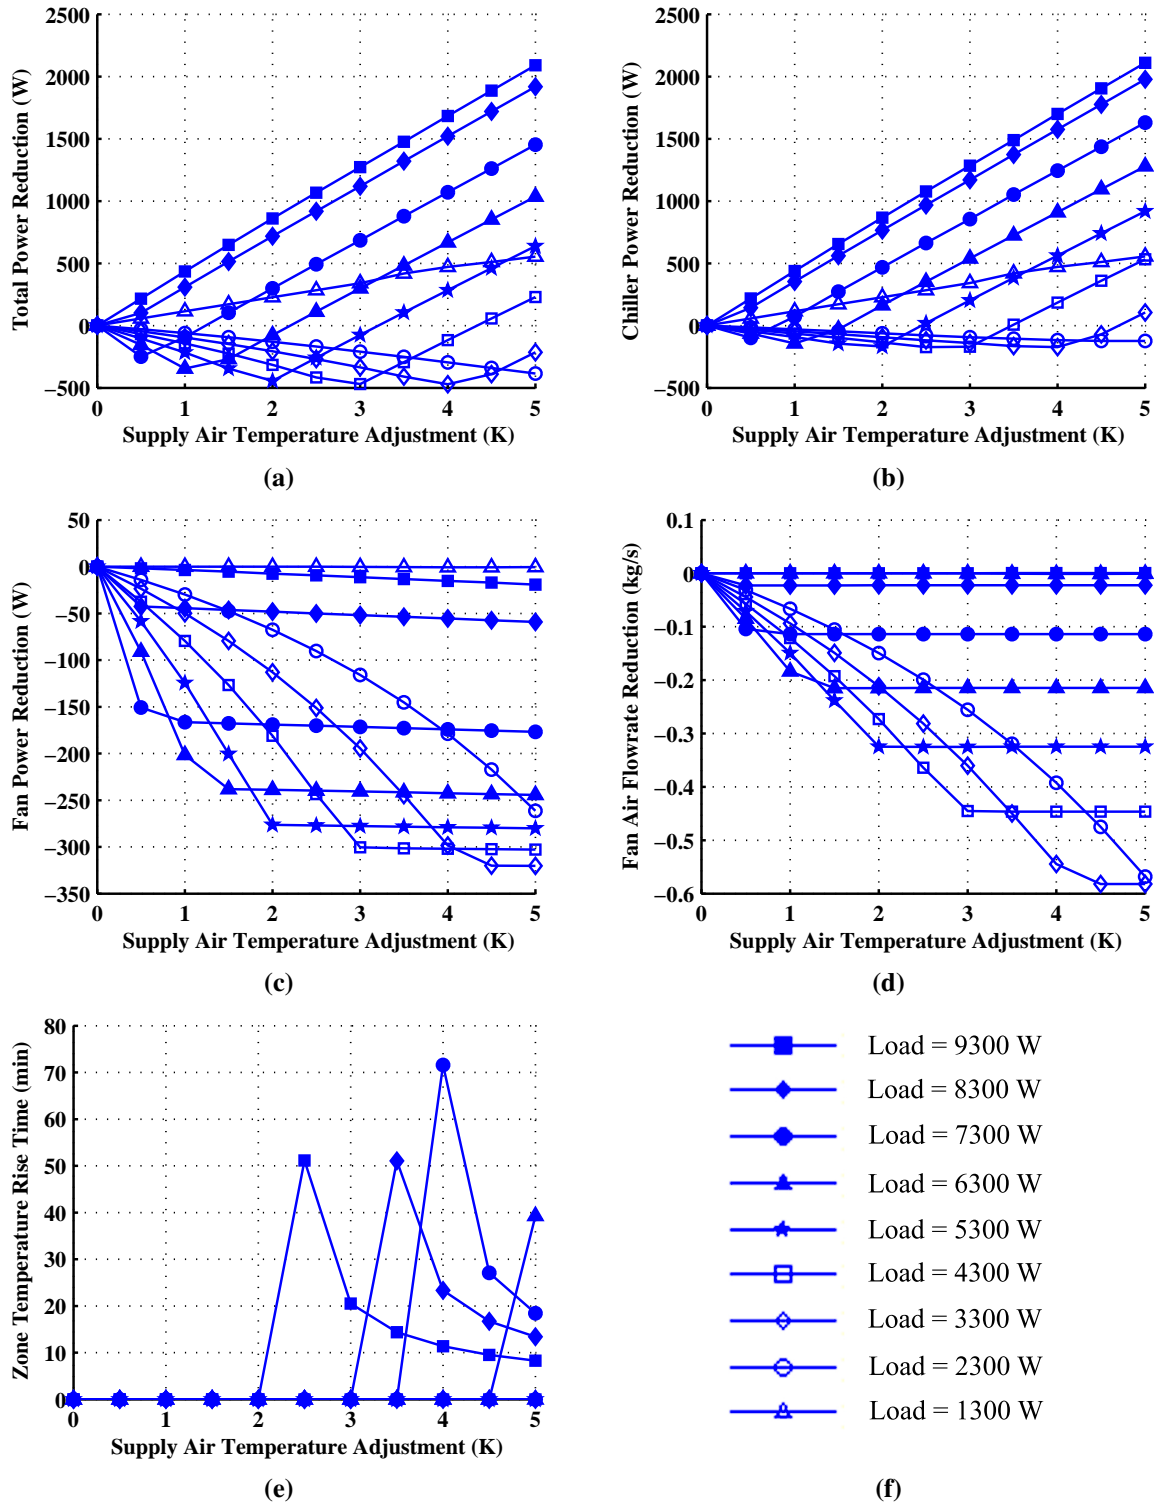 2500
2000
1500
1000
500
0
−500
0 1 2 3 4 5
Total Power Reduction (W)
Supply Air Temperature Adjustment (K)
(a)
2500
2000
1500
1000
500
0
−500
0 1 2 3 4 5
Chiller Power Reduction (W)
Supply Air Temperature Adjustment (K)
(b)
50
0
−50
−100
−150
−200
−250
−300
−350
0 1 2 3 4 5
Fan Power Reduction (W)
Supply Air Temperature Adjustment (K)
(c)
0.1
0
−0.1
−0.2
−0.3
−0.4
−0.5
−0.6
0 1 2 3 4 5
Fan Air Flowrate Reduction (kg/s)
Supply Air Temperature Adjustment (K)
(d)
80
70
60
50
40
30
20
10
0
0 1 2 3 4 5
Zone Temperature Rise Time (min)
Supply Air Temperature Adjustment (K)
(e)
Load = 9300 W
Load = 8300 W
Load = 7300 W
Load = 6300 W
Load = 5300 W
Load = 4300 W
Load = 3300 W
Load = 2300 W
Load = 1300 W
(f)